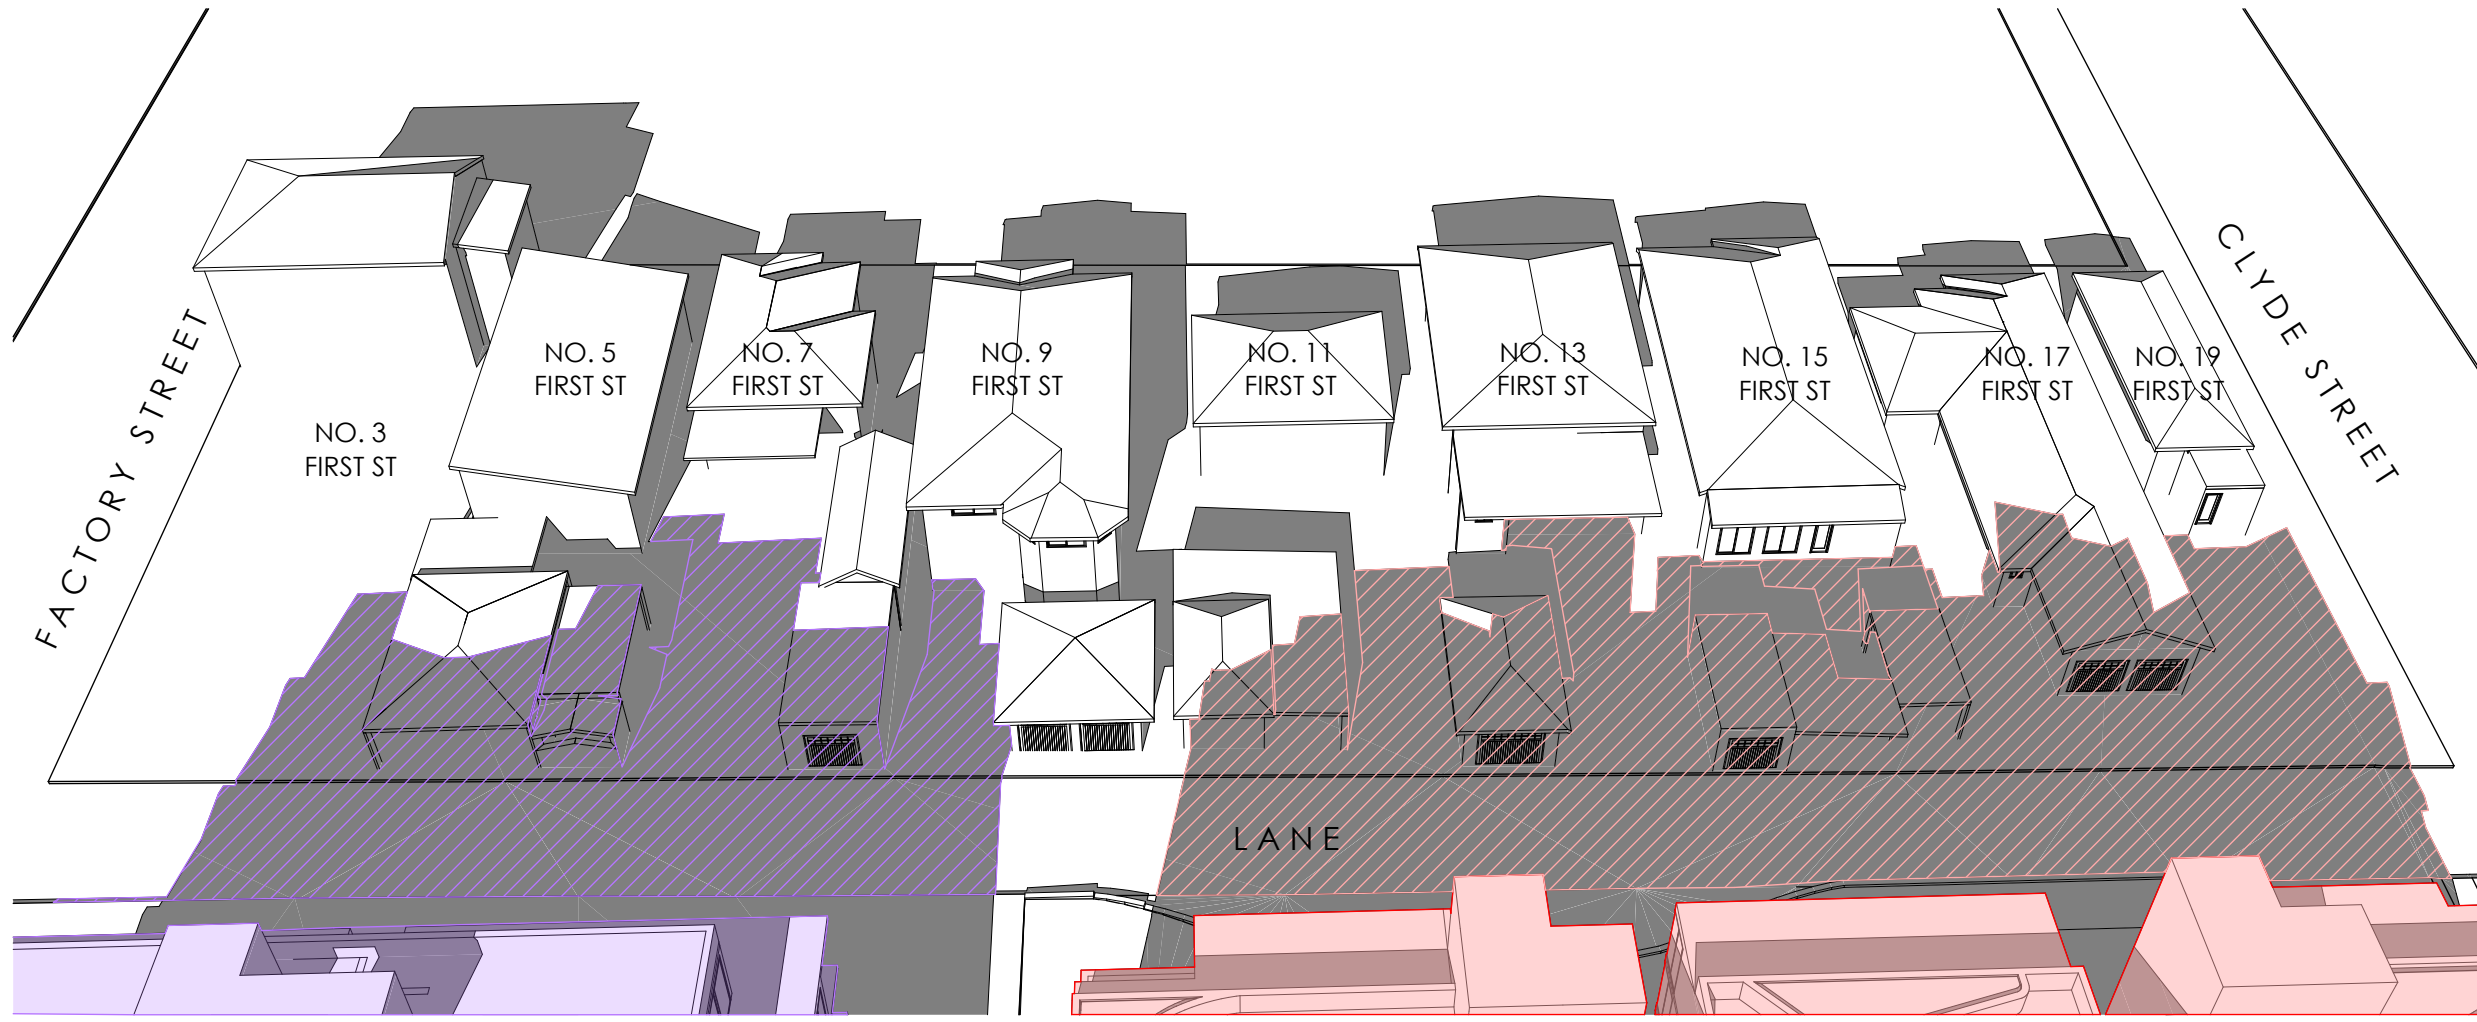 FACTORY STREET
NO. 3
FIRST ST
NO. 5
FIRST ST
NO. 7
FIRST ST
NO. 9
FIRST ST
NO. 11
FIRST ST
NO. 13
FIRST ST
NO. 15
FIRST ST
NO. 17
FIRST ST
NO. 19
FIRST ST
CLYDE STREET
LANE